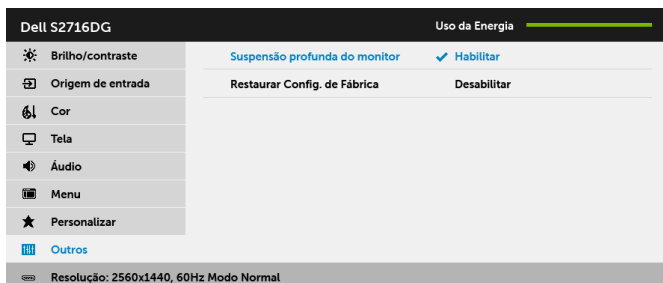 Dell S2716DG Uso da Energia
Brilho/contraste Suspensão profunda do monitor Habilitar
Origem de entrada Restaurar Config. de Fábrica Desabilitar
Cor
Tela
Áudio
Menu
Personalizar
Outros
Resolução: 2560x1440, 60Hz Modo Normal